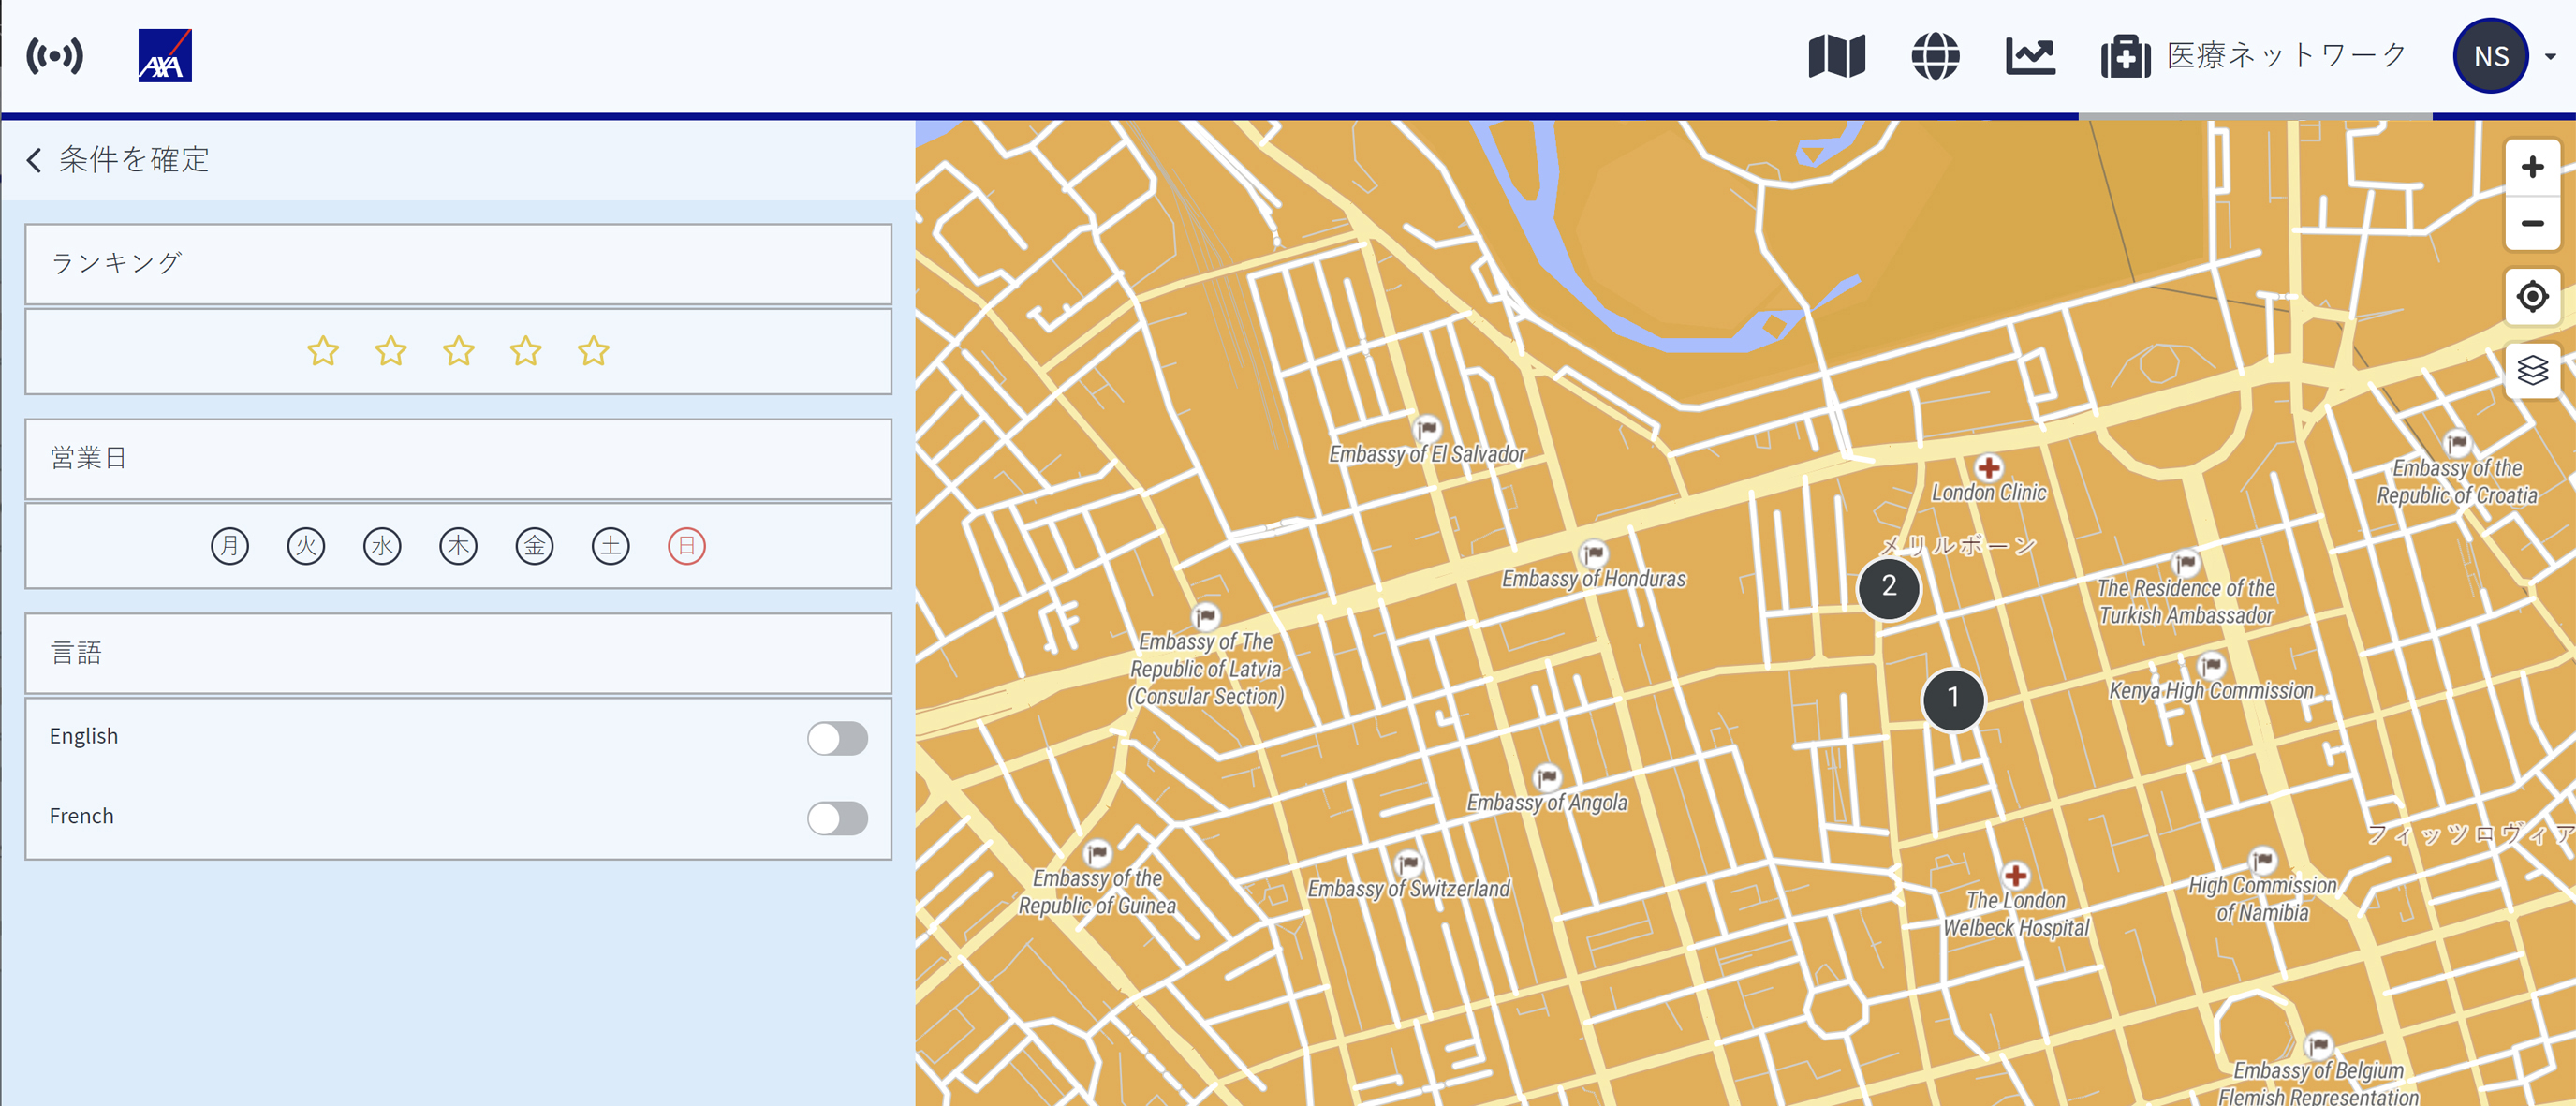 AXA
医療ネットワーク
NS
条件を確定
ランキング
営業日
月 火 水 木 金 土 日
言語
English
French
Embassy of El Salvador
London Clinic
Embassy of the
Republic of Croatia
メリルボーン
Embassy of Honduras
2
The Residence of the
Turkish Ambassador
Embassy of The
Republic of Latvia
(Consular Section)
Kenya High Commission
1
Embassy of Angola
フィッツロヴィア
Embassy of the
Republic of Guinea
Embassy of Switzerland
The London
Welbeck Hospital
High Commission
of Namibia
Embassy of Belgium
Flemish Representation